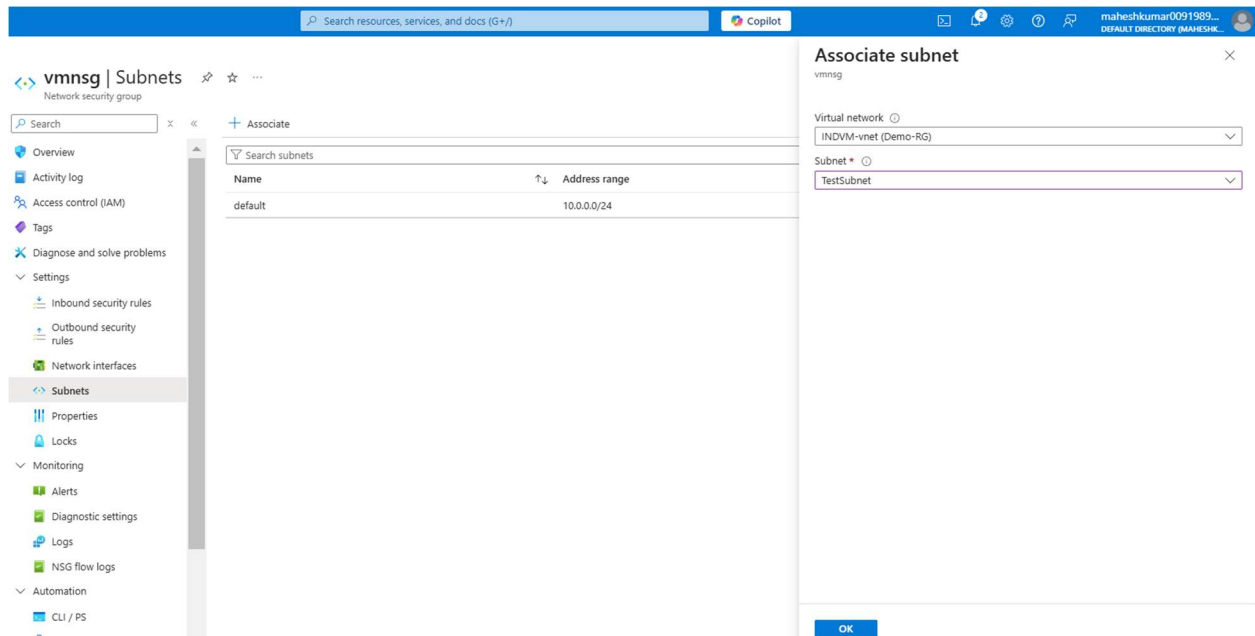 Search resources, services, and docs (G+/)
Copilot
2
maheshkumar0091989...
DEFAULT DIRECTORY (MAHESHK...
vmnsg | Subnets
Network security group
Search
Overview
Activity log
Access control (IAM)
Tags
Diagnose and solve problems
Settings
Inbound security rules
Outbound security
rules
Network interfaces
Subnets
Properties
Locks
Monitoring
Alerts
Diagnostic settings
Logs
NSG flow logs
Automation
CLI / PS
+ Associate
Search subnets
Name
Address range
default
10.0.0.0/24
Associate subnet
vmnsg
Virtual network
INDVM-vnet (Demo-RG)
Subnet *
TestSubnet
OK